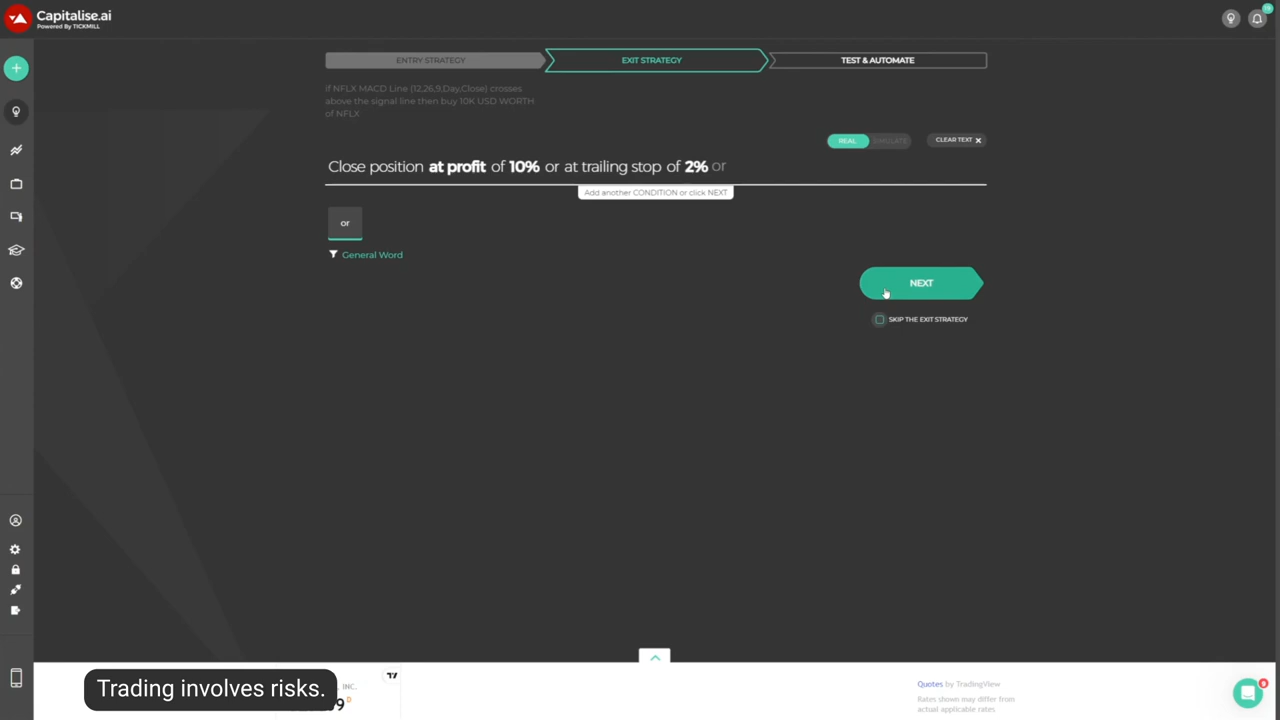 Capitalise.ai
Powered By TICKMILL
ENTRY STRATEGY
EXIT STRATEGY
TEST & AUTOMATE
If NFLX MACD Line (12,26,9,Day,Close) crosses
above the signal line then buy 10K USD WORTH
of NFLX
REAL
SIMULATE
CLEAR TEXT
Close position at profit of 10% or at trailing stop of 2% or
Add another CONDITION or click NEXT
or
General Word
NEXT
SKIP THE EXIT STRATEGY
Trading involves risks.
INC.
9 D
Quotes by TradingView
Rates shown may differ from
actual applicable rates.